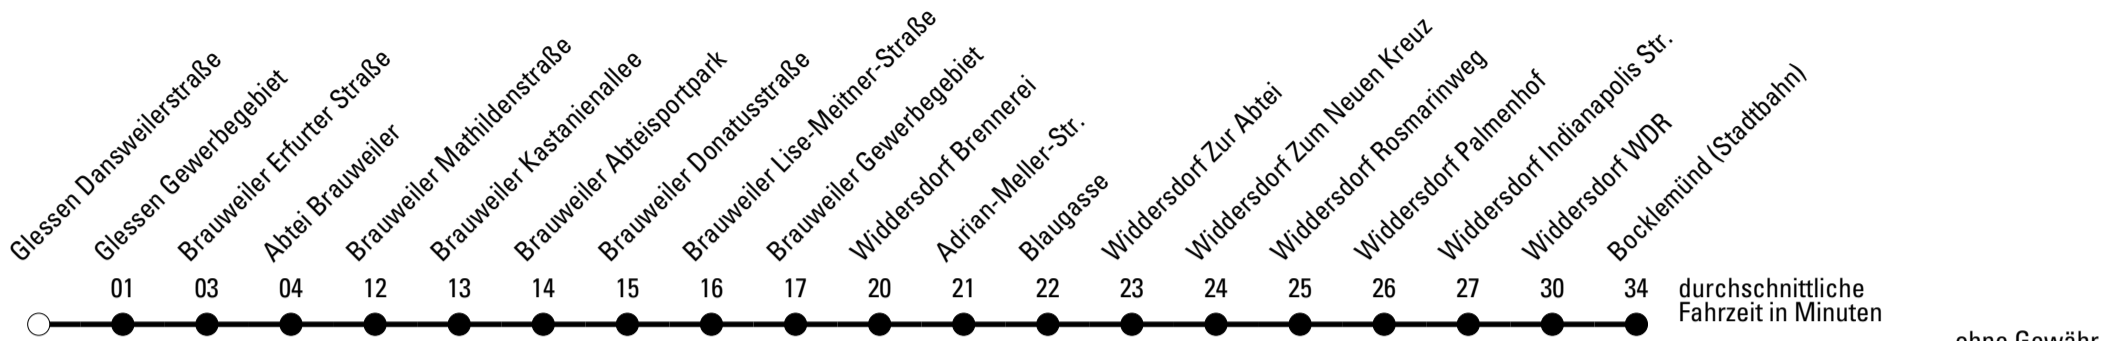 Glessen Dansweilerstraße
Glessen Gewerbegebiet
Brauweiler Erfurter Straße
Abtei Brauweiler
Brauweiler Mathildenstraße
Brauweiler Kastanienallee
Brauweiler Abteisportpark
Brauweiler Donatusstraße
Brauweiler Lise-Meitner-Straße
Brauweiler Gewerbegebiet
Widdersdorf Brennerei
Adrian-Meller-Str.
Blaugasse
Widdersdorf Zur Abtei
Widdersdorf Zum Neuen Kreuz
Widdersdorf Rosmarinweg
Widdersdorf Palmenhof
Widdersdorf Indianapolis Str.
Widdersdorf WDR
Bocklemünd (Stadtbahn)
01 03 04 12 13 14 15 16 17 20 21 22 23 24 25 26 27 30 34
durchschnittliche
Fahrzeit in Minuten
ohne Gewähr